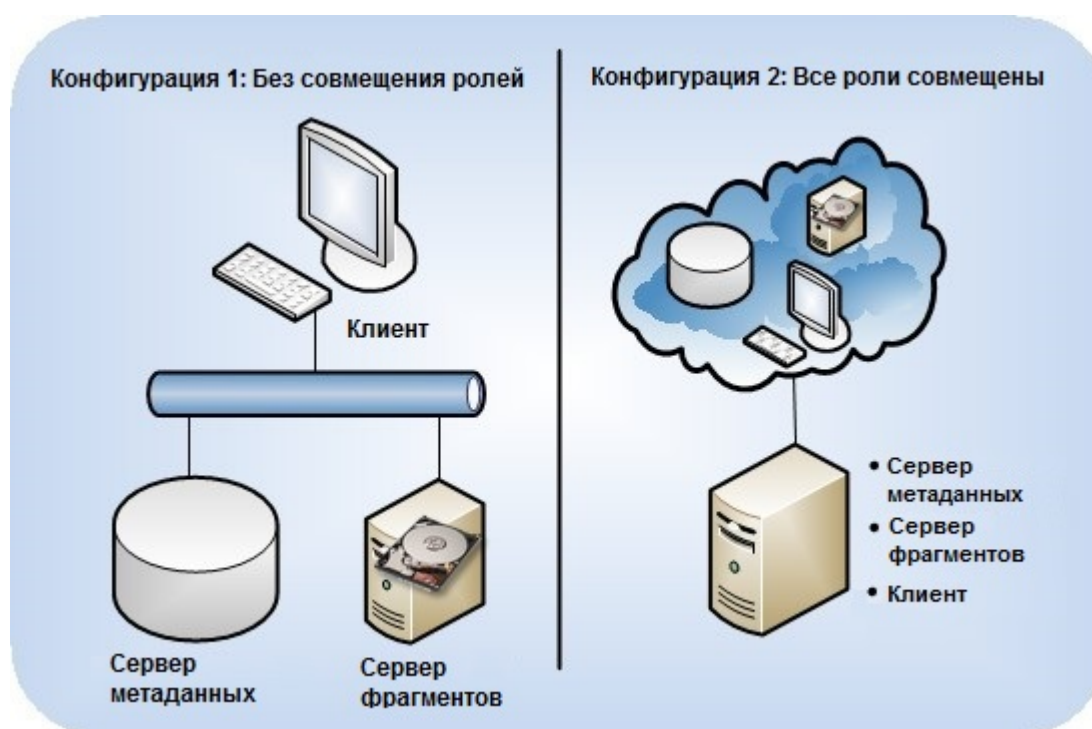 Конфигурация 1: Без совмещения ролей
Клиент
Сервер
метаданных
Сервер
фрагментов
Конфигурация 2: Все роли совмещены
• Сервер
метаданных
• Сервер
фрагментов
• Клиент